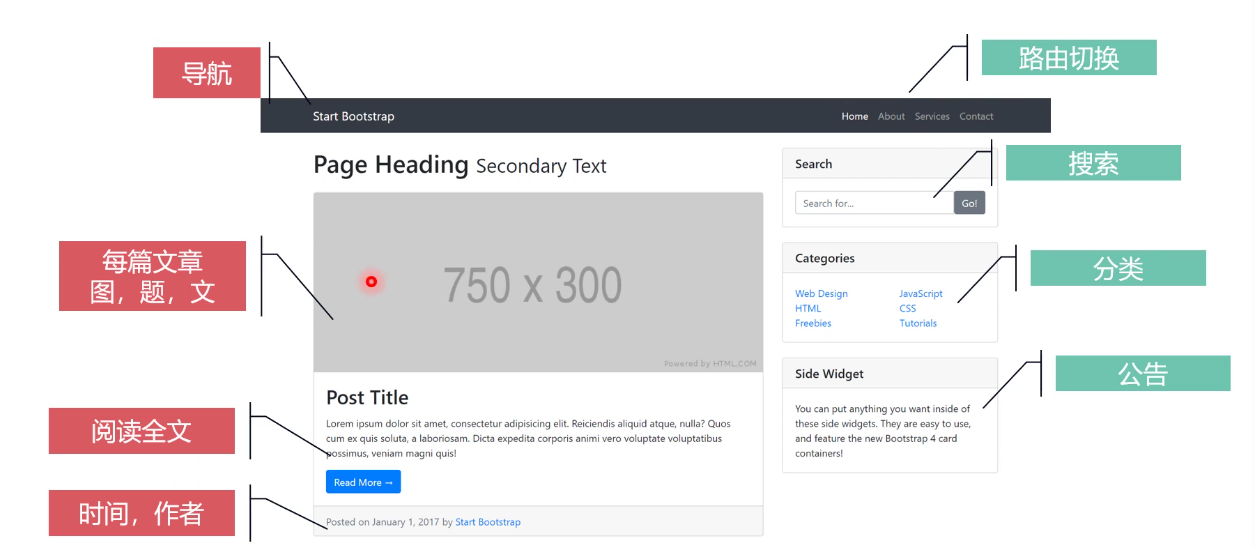 导航
路由切换
Start Bootstrap
Home About Services Contact
Page Heading Secondary Text
每篇文章
图，题，文
750 x 300
Powered by HTML.COM
Post Title
Lorem ipsum dolor sit amet, consectetur adipisicing elit. Reiciendis aliquid atque, nulla? Quos
cum ex quis soluta, a laboriosam. Dicta expedita corporis animi vero voluptate voluptatibus
possimus, veniam magni quis!
阅读全文
Read More →
时间，作者
Posted on January 1, 2017 by Start Bootstrap
Search
搜索
Search for...
Go!
Categories
分类
Web Design JavaScript
HTML CSS
Freebies Tutorials
Side Widget
公告
You can put anything you want inside of
these side widgets. They are easy to use,
and feature the new Bootstrap 4 card
containers!